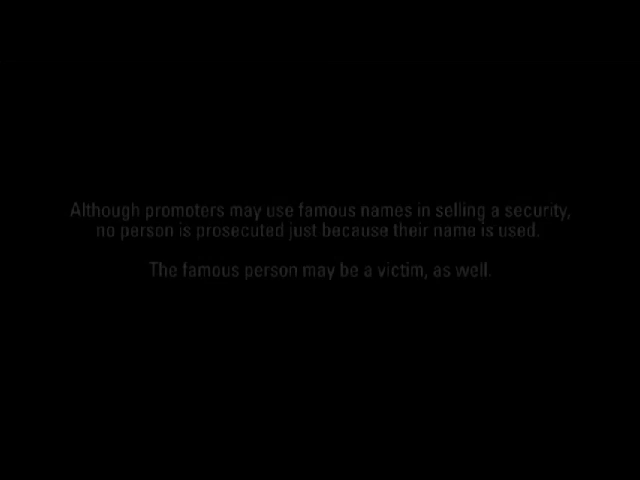 Although promoters may use famous names in selling a security,
no person is prosecuted just because their name is used.
The famous person may be a victim, as well.